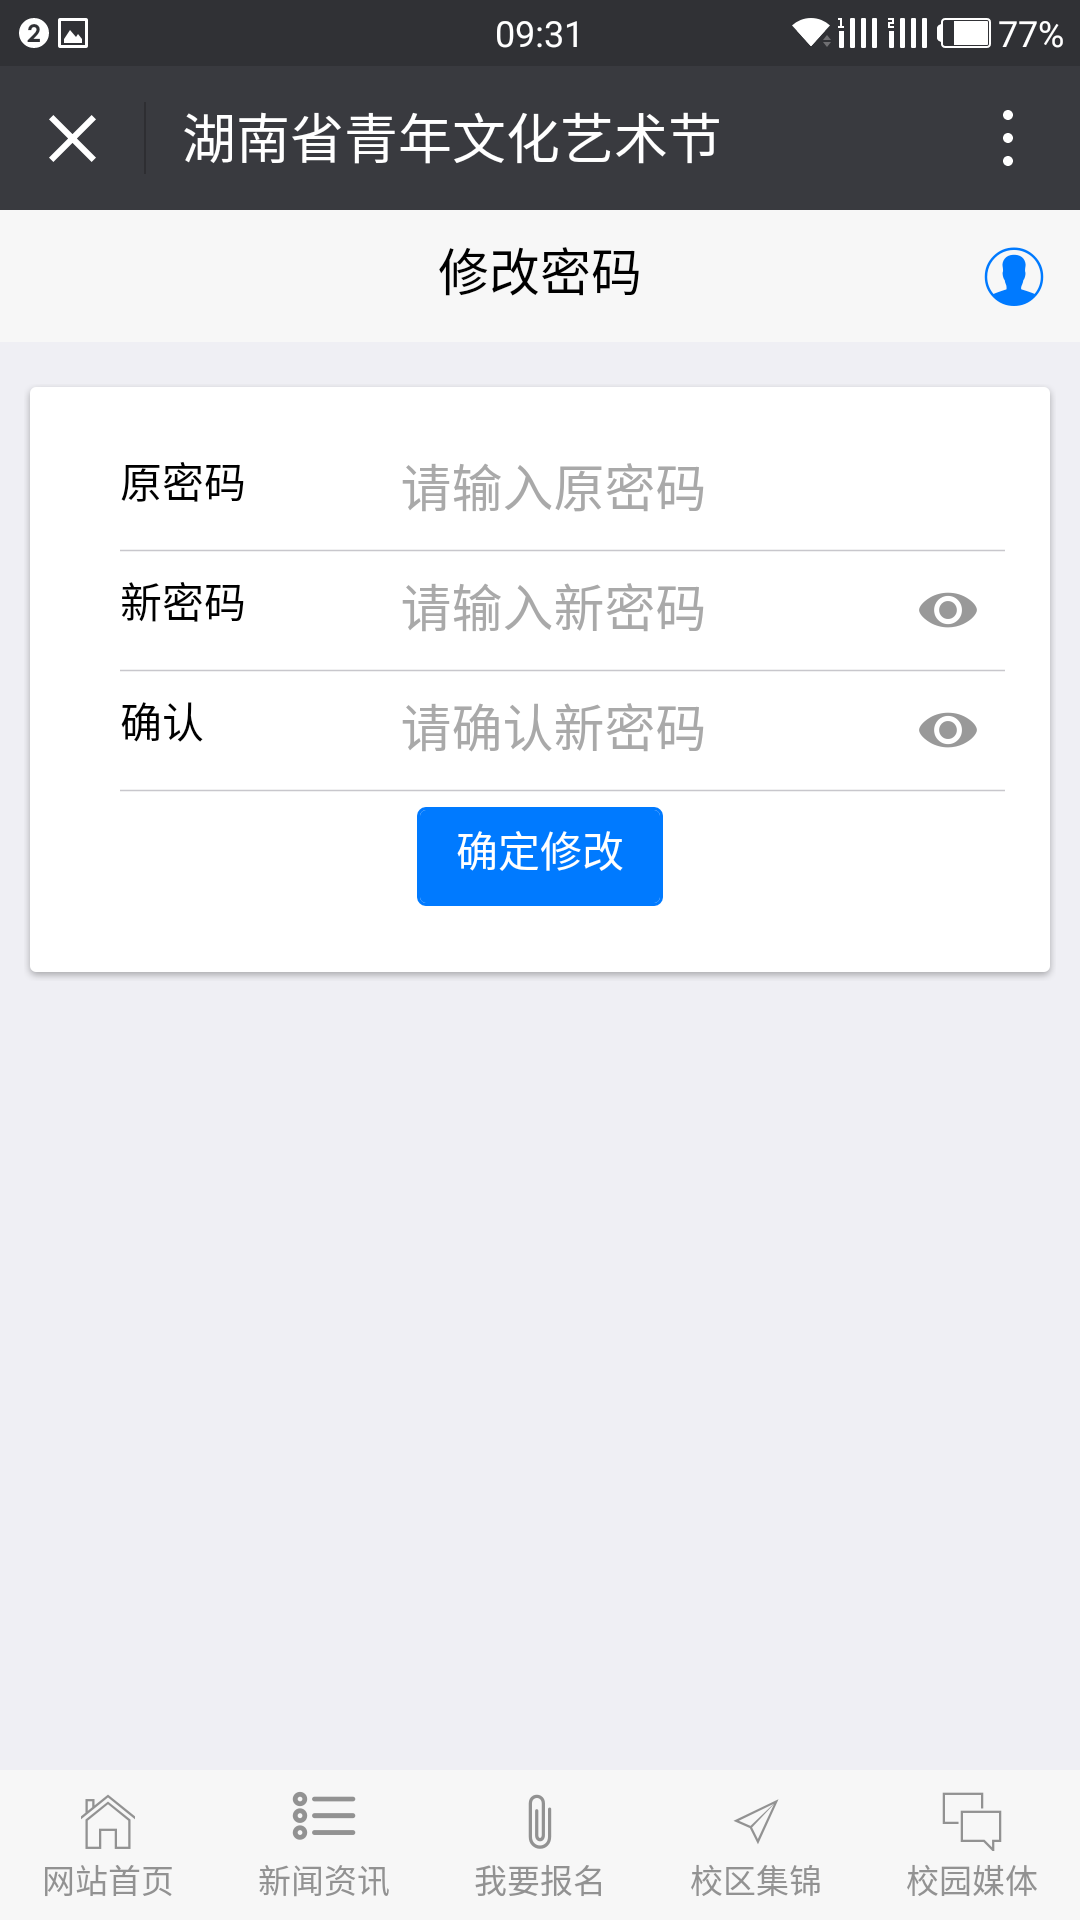 2 09:31 1 2 77%
湖南省青年文化艺术节
修改密码
原密码 请输入原密码
新密码 请输入新密码
确认 请确认新密码
确定修改
网站首页 新闻资讯 我要报名 校区集锦 校园媒体